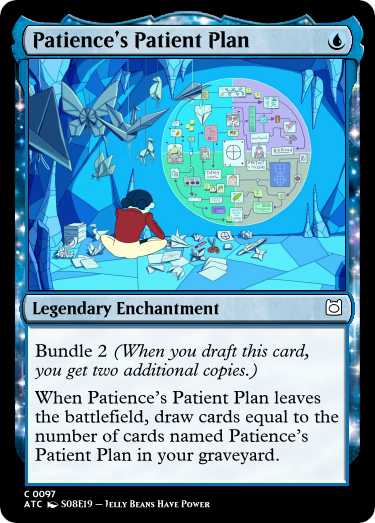 Patience's Patient Plan
Legendary Enchantment
Bundle 2 (When you draft this card,
you get two additional copies.)
When Patience's Patient Plan leaves
the battlefield, draw cards equal to the
number of cards named Patience's
Patient Plan in your graveyard.
C 0097
ATC S08E19 – Jelly Beans Have Power